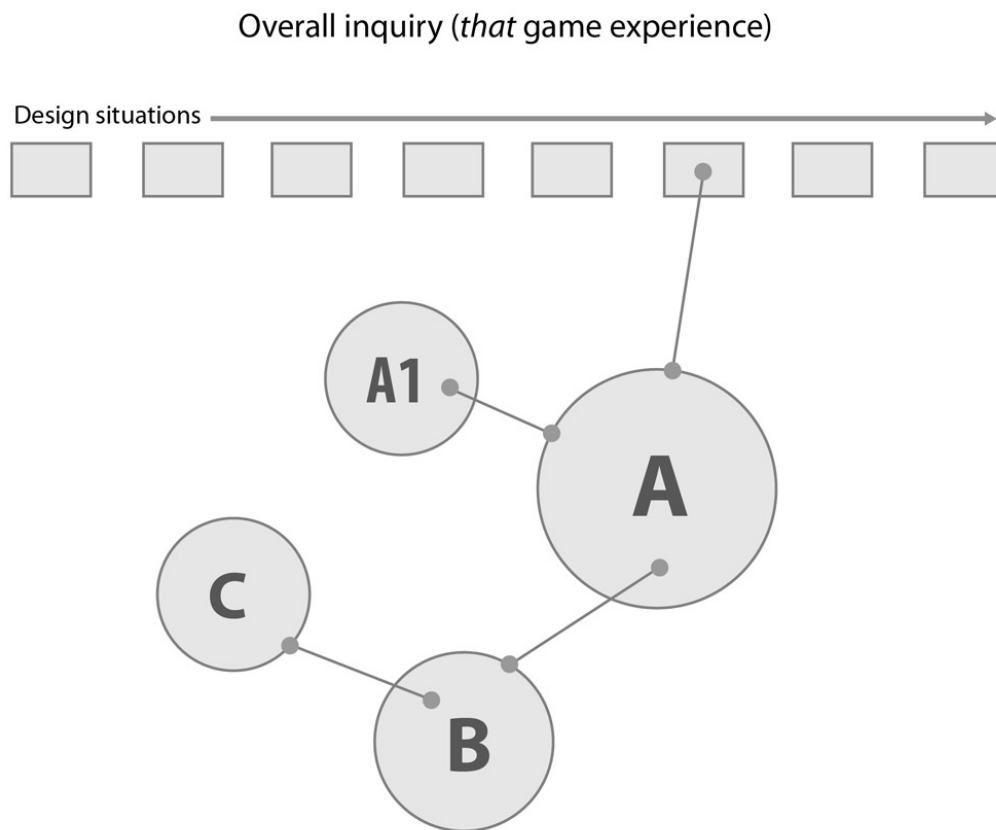 Overall inquiry (that game experience)
Design situations
A1
A
C
B